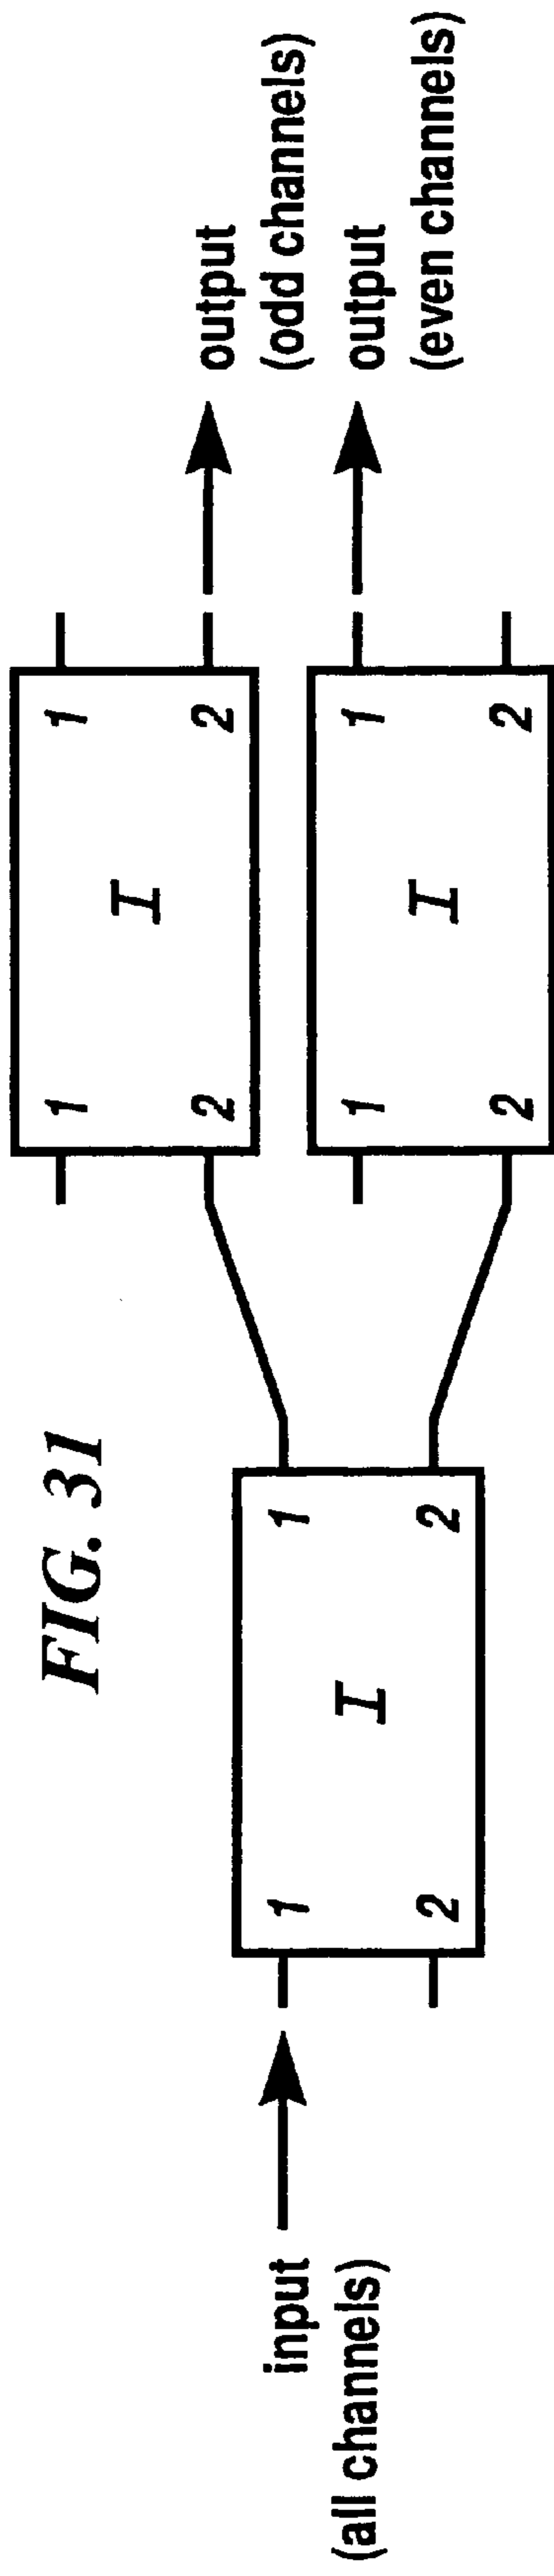 FIG. 31
input
(all channels)
1
2
I
1
2
1
2
I
1
2
output
(odd channels)
1
2
I
1
2
output
(even channels)